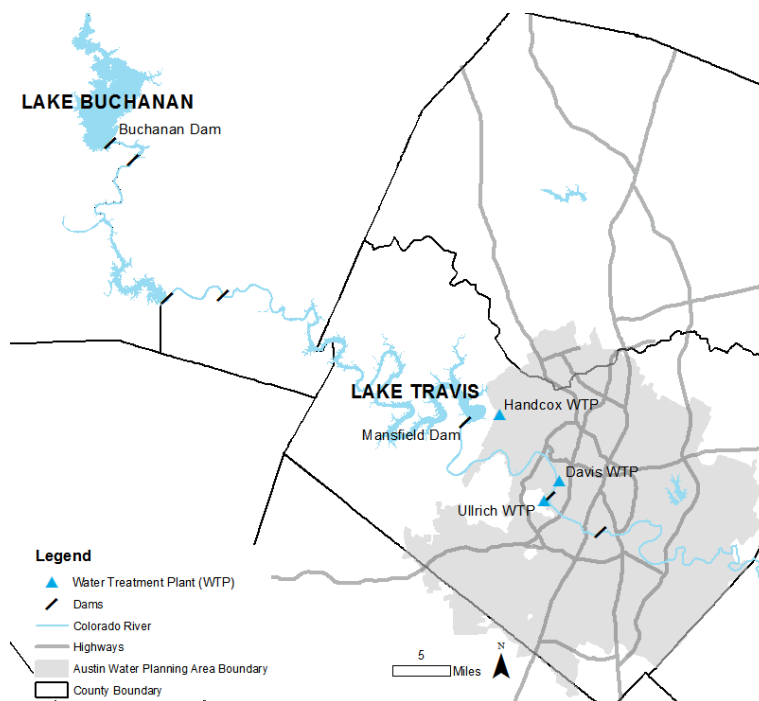 LAKE BUCHANAN
Buchanan Dam
LAKE TRAVIS
Handcox WTP
Mansfield Dam
Davis WTP
Ullrich WTP
Legend
Water Treatment Plant (WTP)
Dams
Colorado River
Highways
Austin Water Planning Area Boundary
County Boundary
5
Miles
N